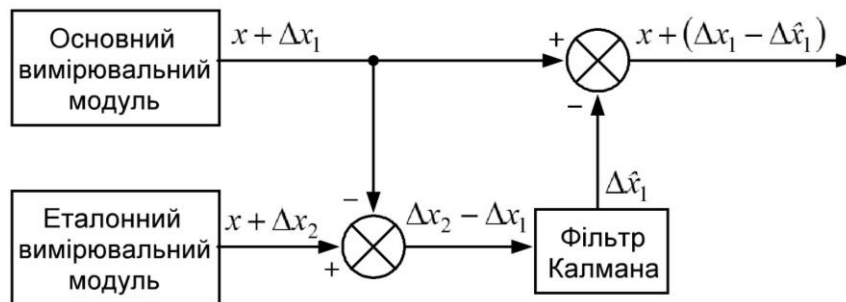 Основний
вимірювальний
модуль
x + Δx₁
+
x + (Δx₁ − Δx̂₁)
−
Δx̂₁
−
Еталонний
вимірювальний
модуль
x + Δx₂
+
Δx₂ − Δx₁
Фільтр
Калмана